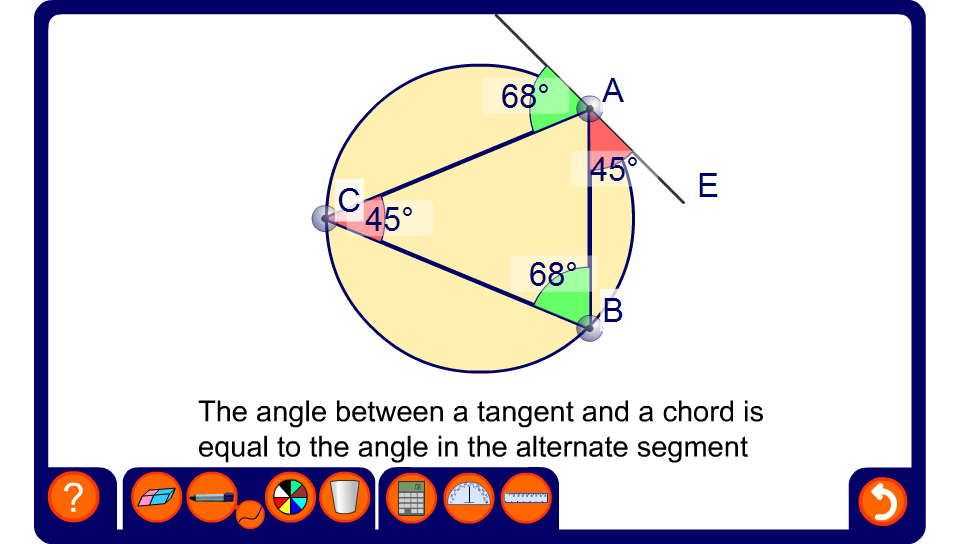 A
68°
45°
E
C
45°
68°
B
The angle between a tangent and a chord is
equal to the angle in the alternate segment
?